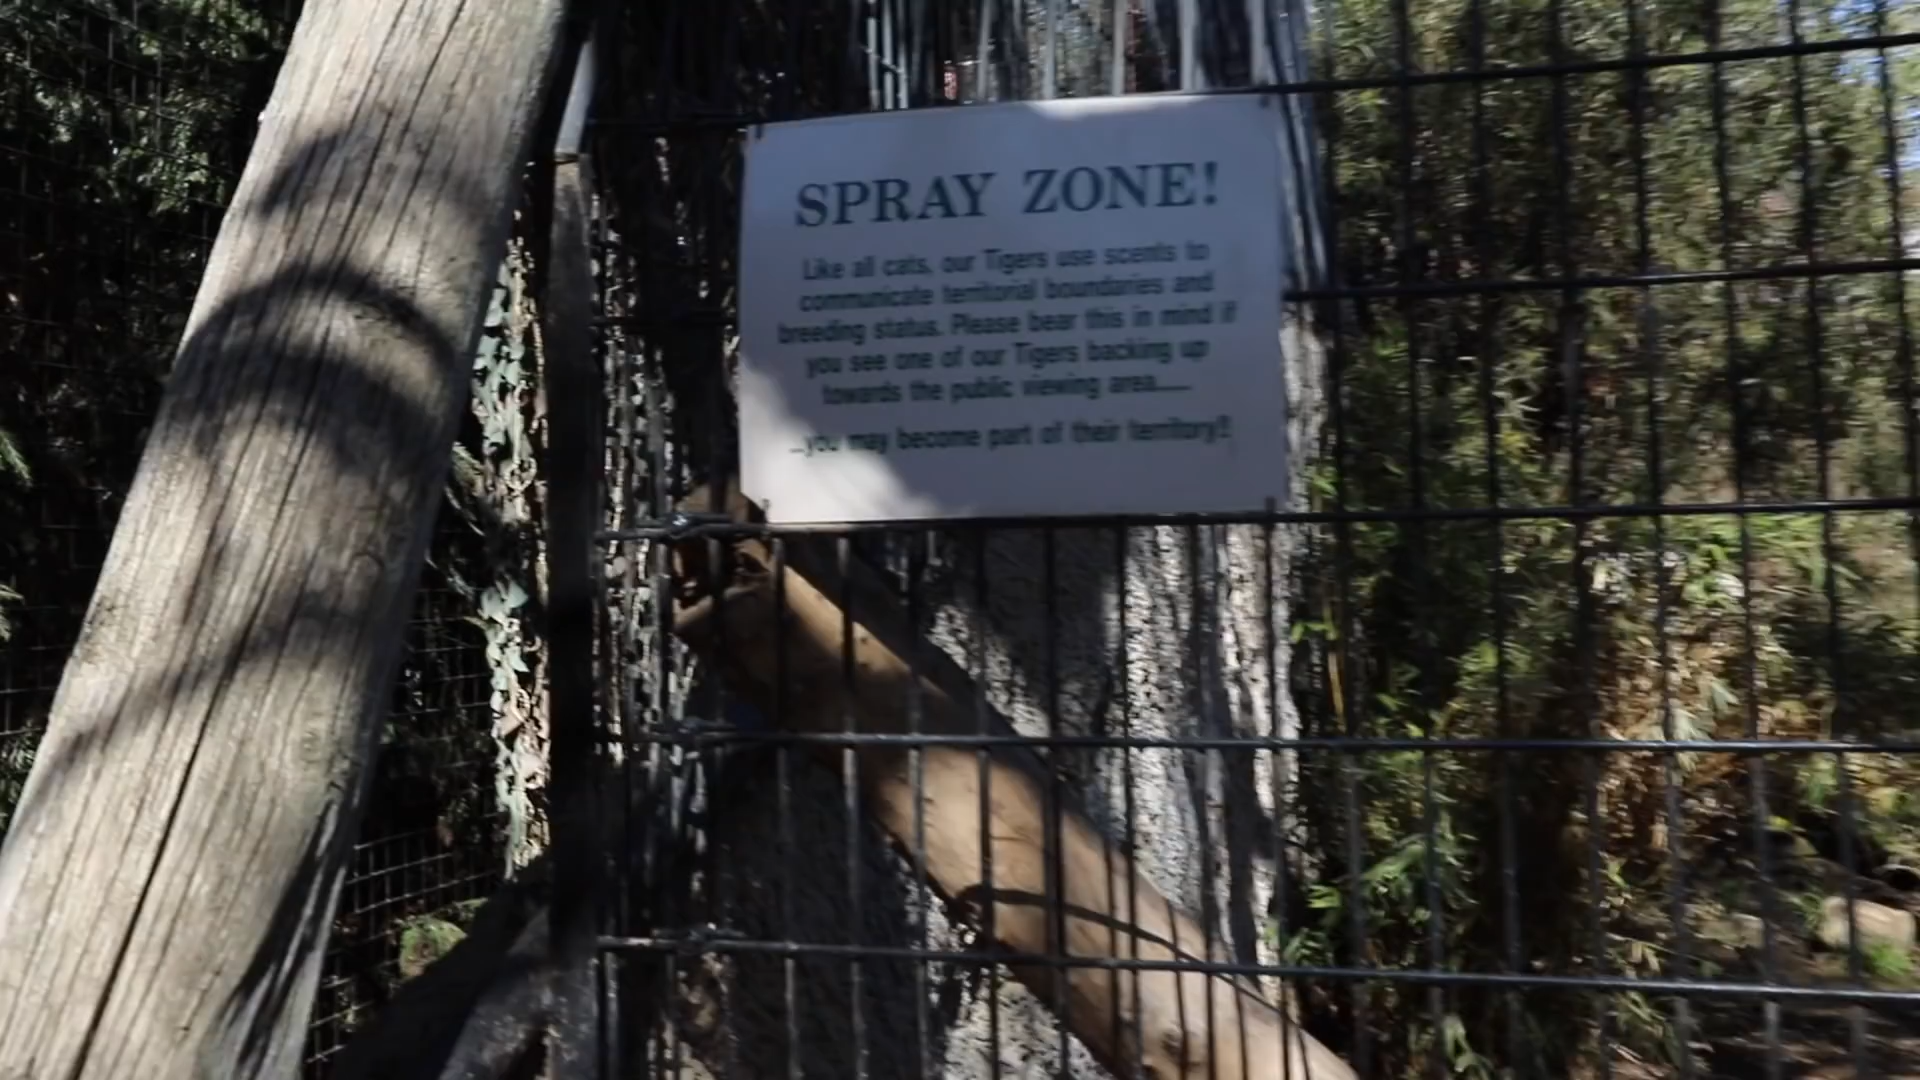 SPRAY ZONE!
Like all cats, our Tigers use scents to
communicate territorial boundaries and
breeding status. Please bear this in mind if
you see one of our Tigers backing up
towards the public viewing area......
...you may become part of their territory!!